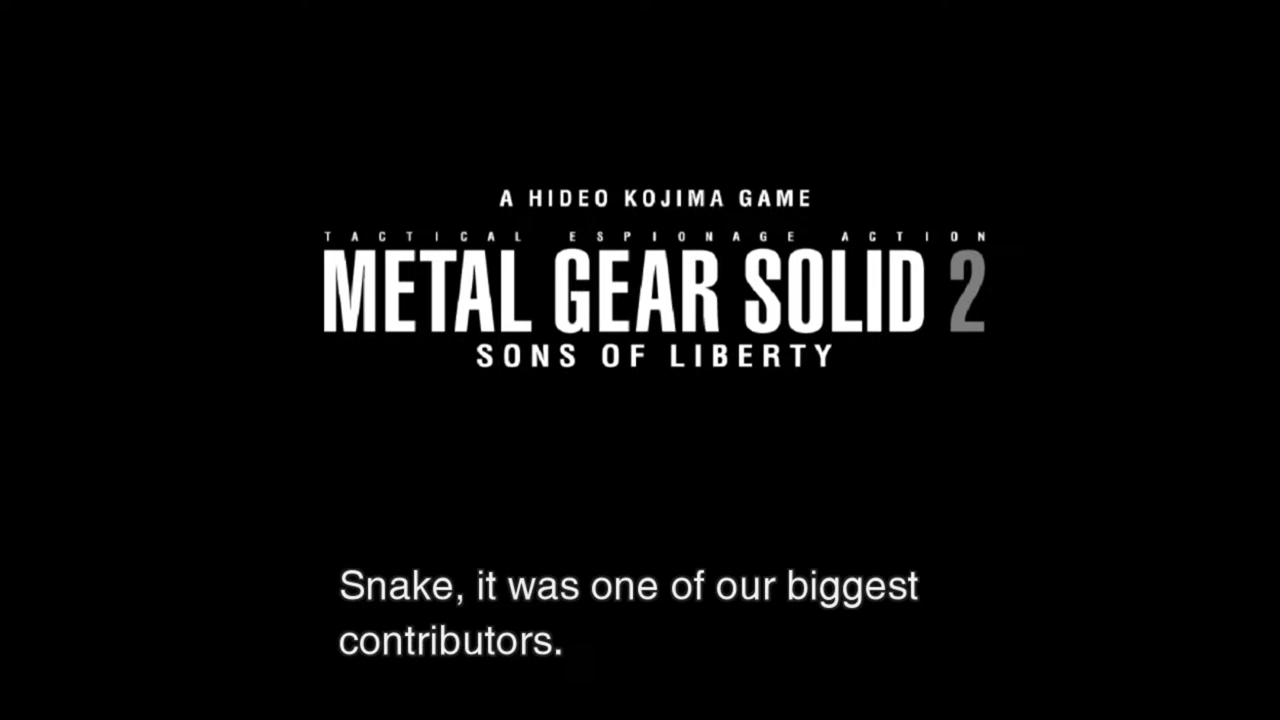 A HIDEO KOJIMA GAME
TACTICAL ESPIONAGE ACTION
METAL GEAR SOLID 2
SONS OF LIBERTY
Snake, it was one of our biggest
contributors.